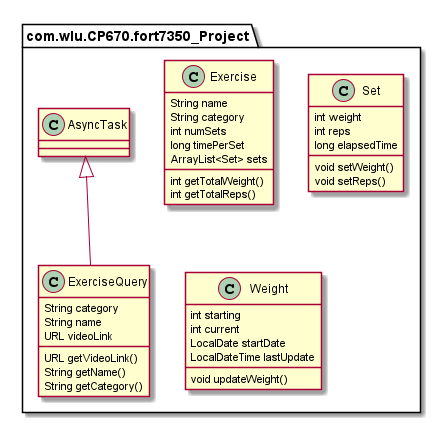 com.wlu.CP670.fort7350_Project
C AsyncTask
C Exercise
String name
String category
int numSets
long timePerSet
ArrayList<Set> sets
int getTotalWeight()
int getTotalReps()
C Set
int weight
int reps
long elapsedTime
void setWeight()
void setReps()
C ExerciseQuery
String category
String name
URL videoLink
URL getVideoLink()
String getName()
String getCategory()
C Weight
int starting
int current
LocalDate startDate
LocalDateTime lastUpdate
void updateWeight()